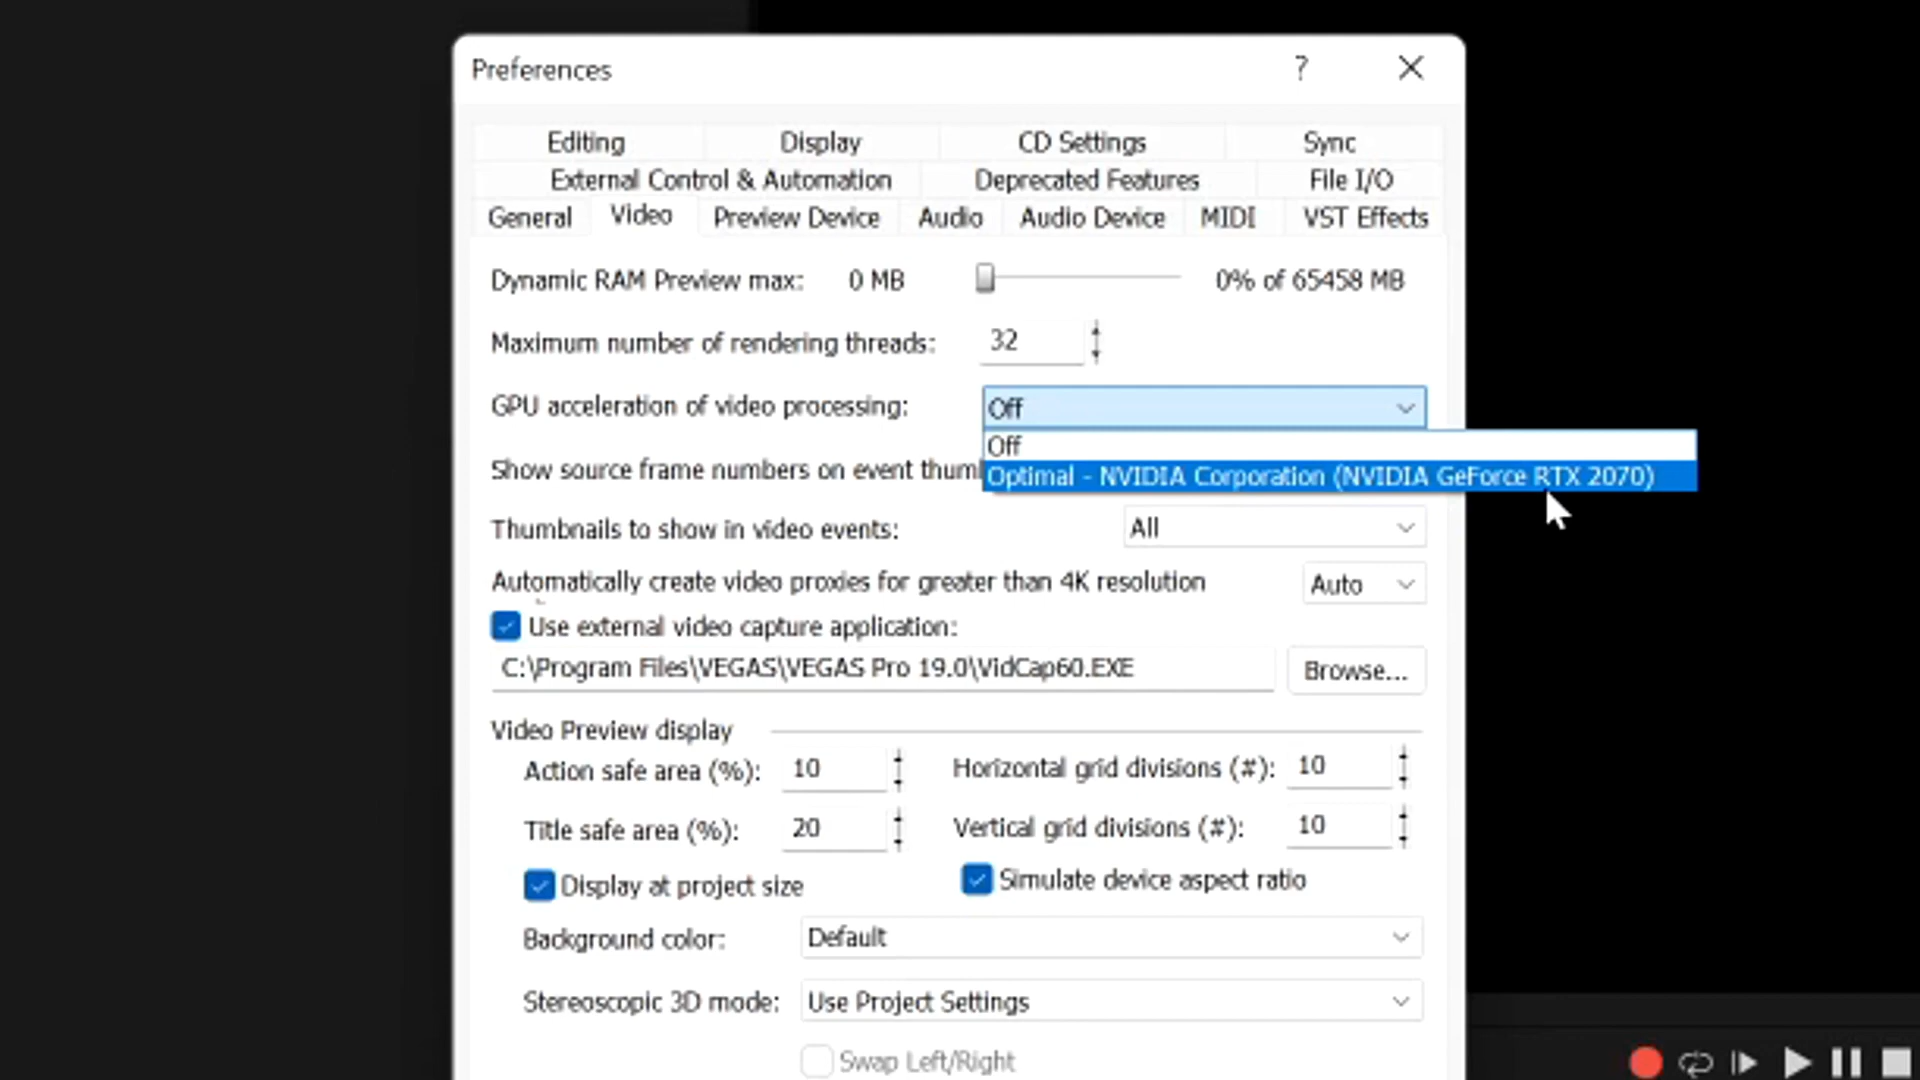 Preferences ?
Editing Display CD Settings Sync
External Control & Automation Deprecated Features File I/O
General Video Preview Device Audio Audio Device MIDI VST Effects
Dynamic RAM Preview max: 0 MB 0% of 65458 MB
Maximum number of rendering threads: 32
GPU acceleration of video processing: Off
Off
Show source frame numbers on event thum
Optimal - NVIDIA Corporation (NVIDIA GeForce RTX 2070)
Thumbnails to show in video events: All
Automatically create video proxies for greater than 4K resolution Auto
Use external video capture application:
C:\Program Files\VEGAS\VEGAS Pro 19.0\VidCap60.EXE Browse...
Video Preview display
Action safe area (%): 10 Horizontal grid divisions (#): 10
Title safe area (%): 20 Vertical grid divisions (#): 10
Display at project size Simulate device aspect ratio
Background color: Default
Stereoscopic 3D mode: Use Project Settings
Swap Left/Right